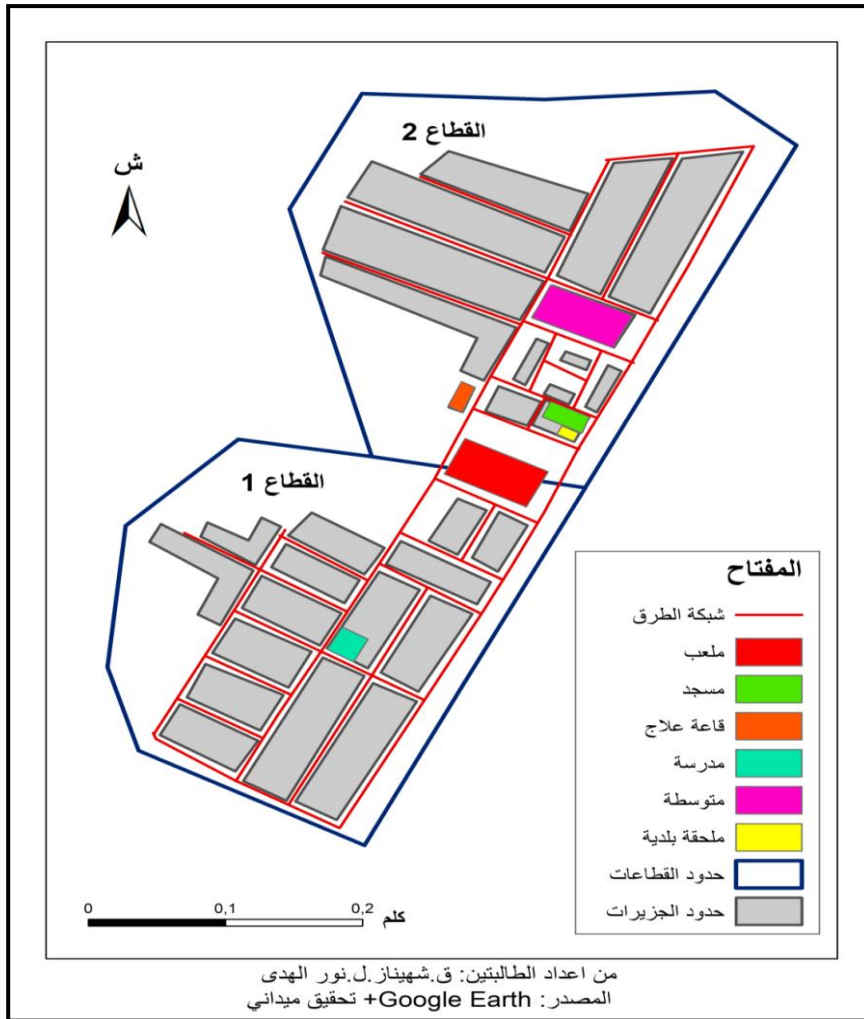 القطاع 2
ش
القطاع 1
المفتاح
شبكة الطرق
ملعب
مسجد
قاعة علاج
مدرسة
متوسطة
ملحقة بلدية
حدود القطاعات
حدود الجزيرات
0 0,1 0,2
كلم
من اعداد الطالبتين: ق.شهيناز.ل.نور الهدى
المصدر: Google Earth+ تحقيق ميداني